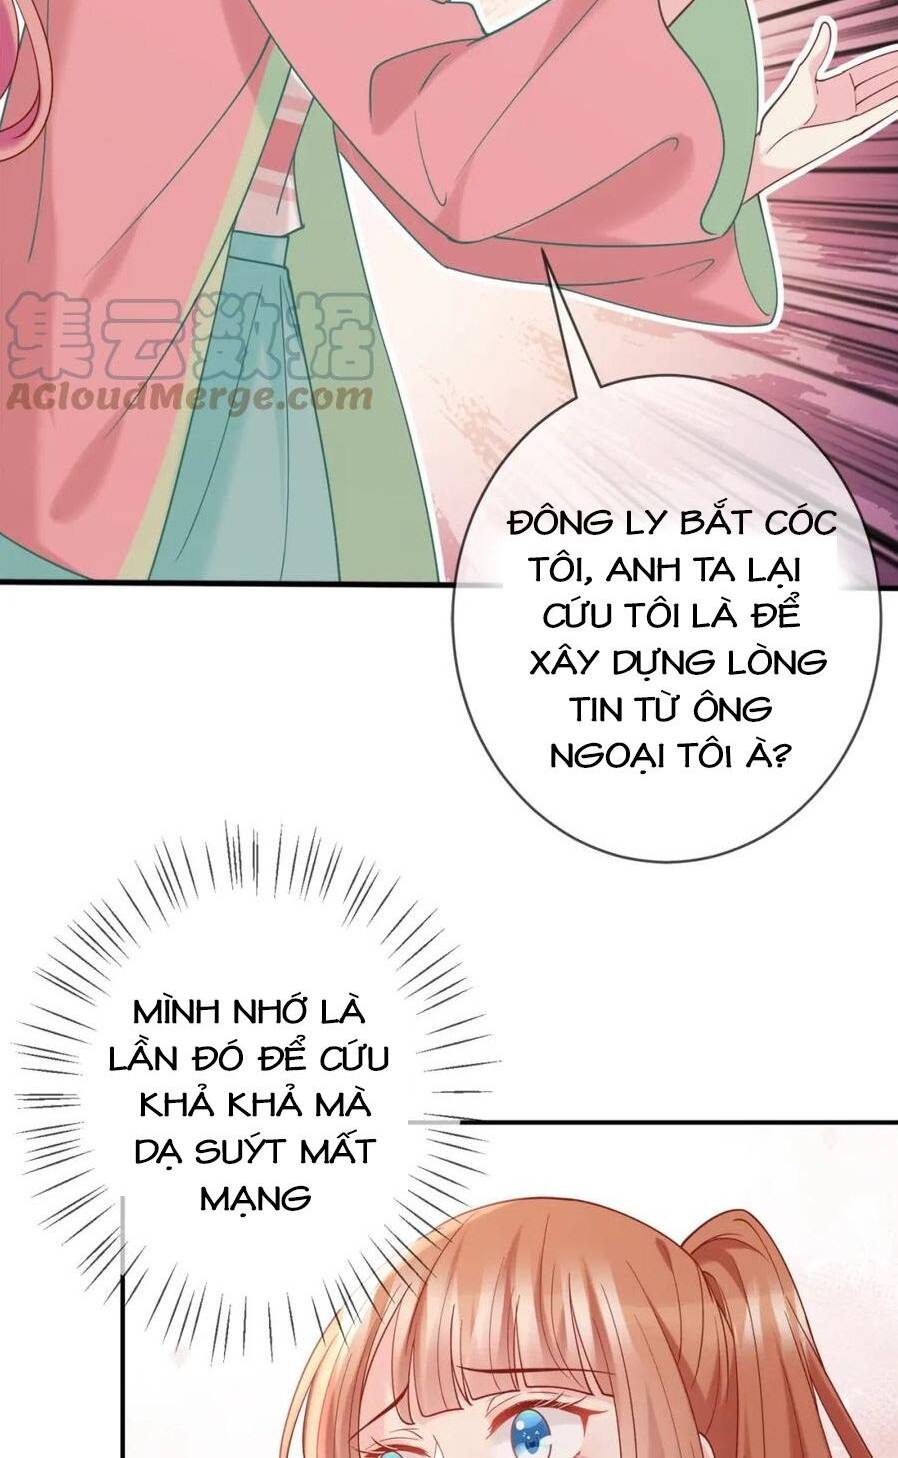 集云数据
ACloudMerge.com
ĐÔNG LY BẮT CÓC
TÔI, ANH TA LẠI
CỨU TÔI LÀ ĐỂ
XÂY DỰNG LÒNG
TIN TỪ ÔNG
NGOẠI TÔI À?
MÌNH NHỚ LÀ
LẦN ĐÓ ĐỂ CỨU
KHẢ KHẢ MÀ
DẠ SUÝT MẤT
MẠNG